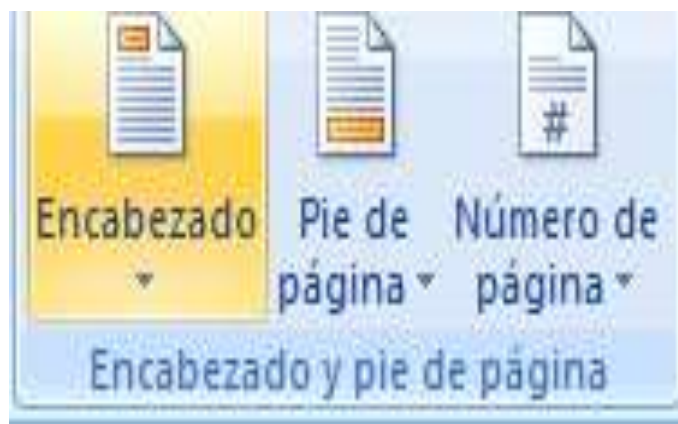 #
Encabezado
Pie de
página
Número de
página
Encabezado y pie de página